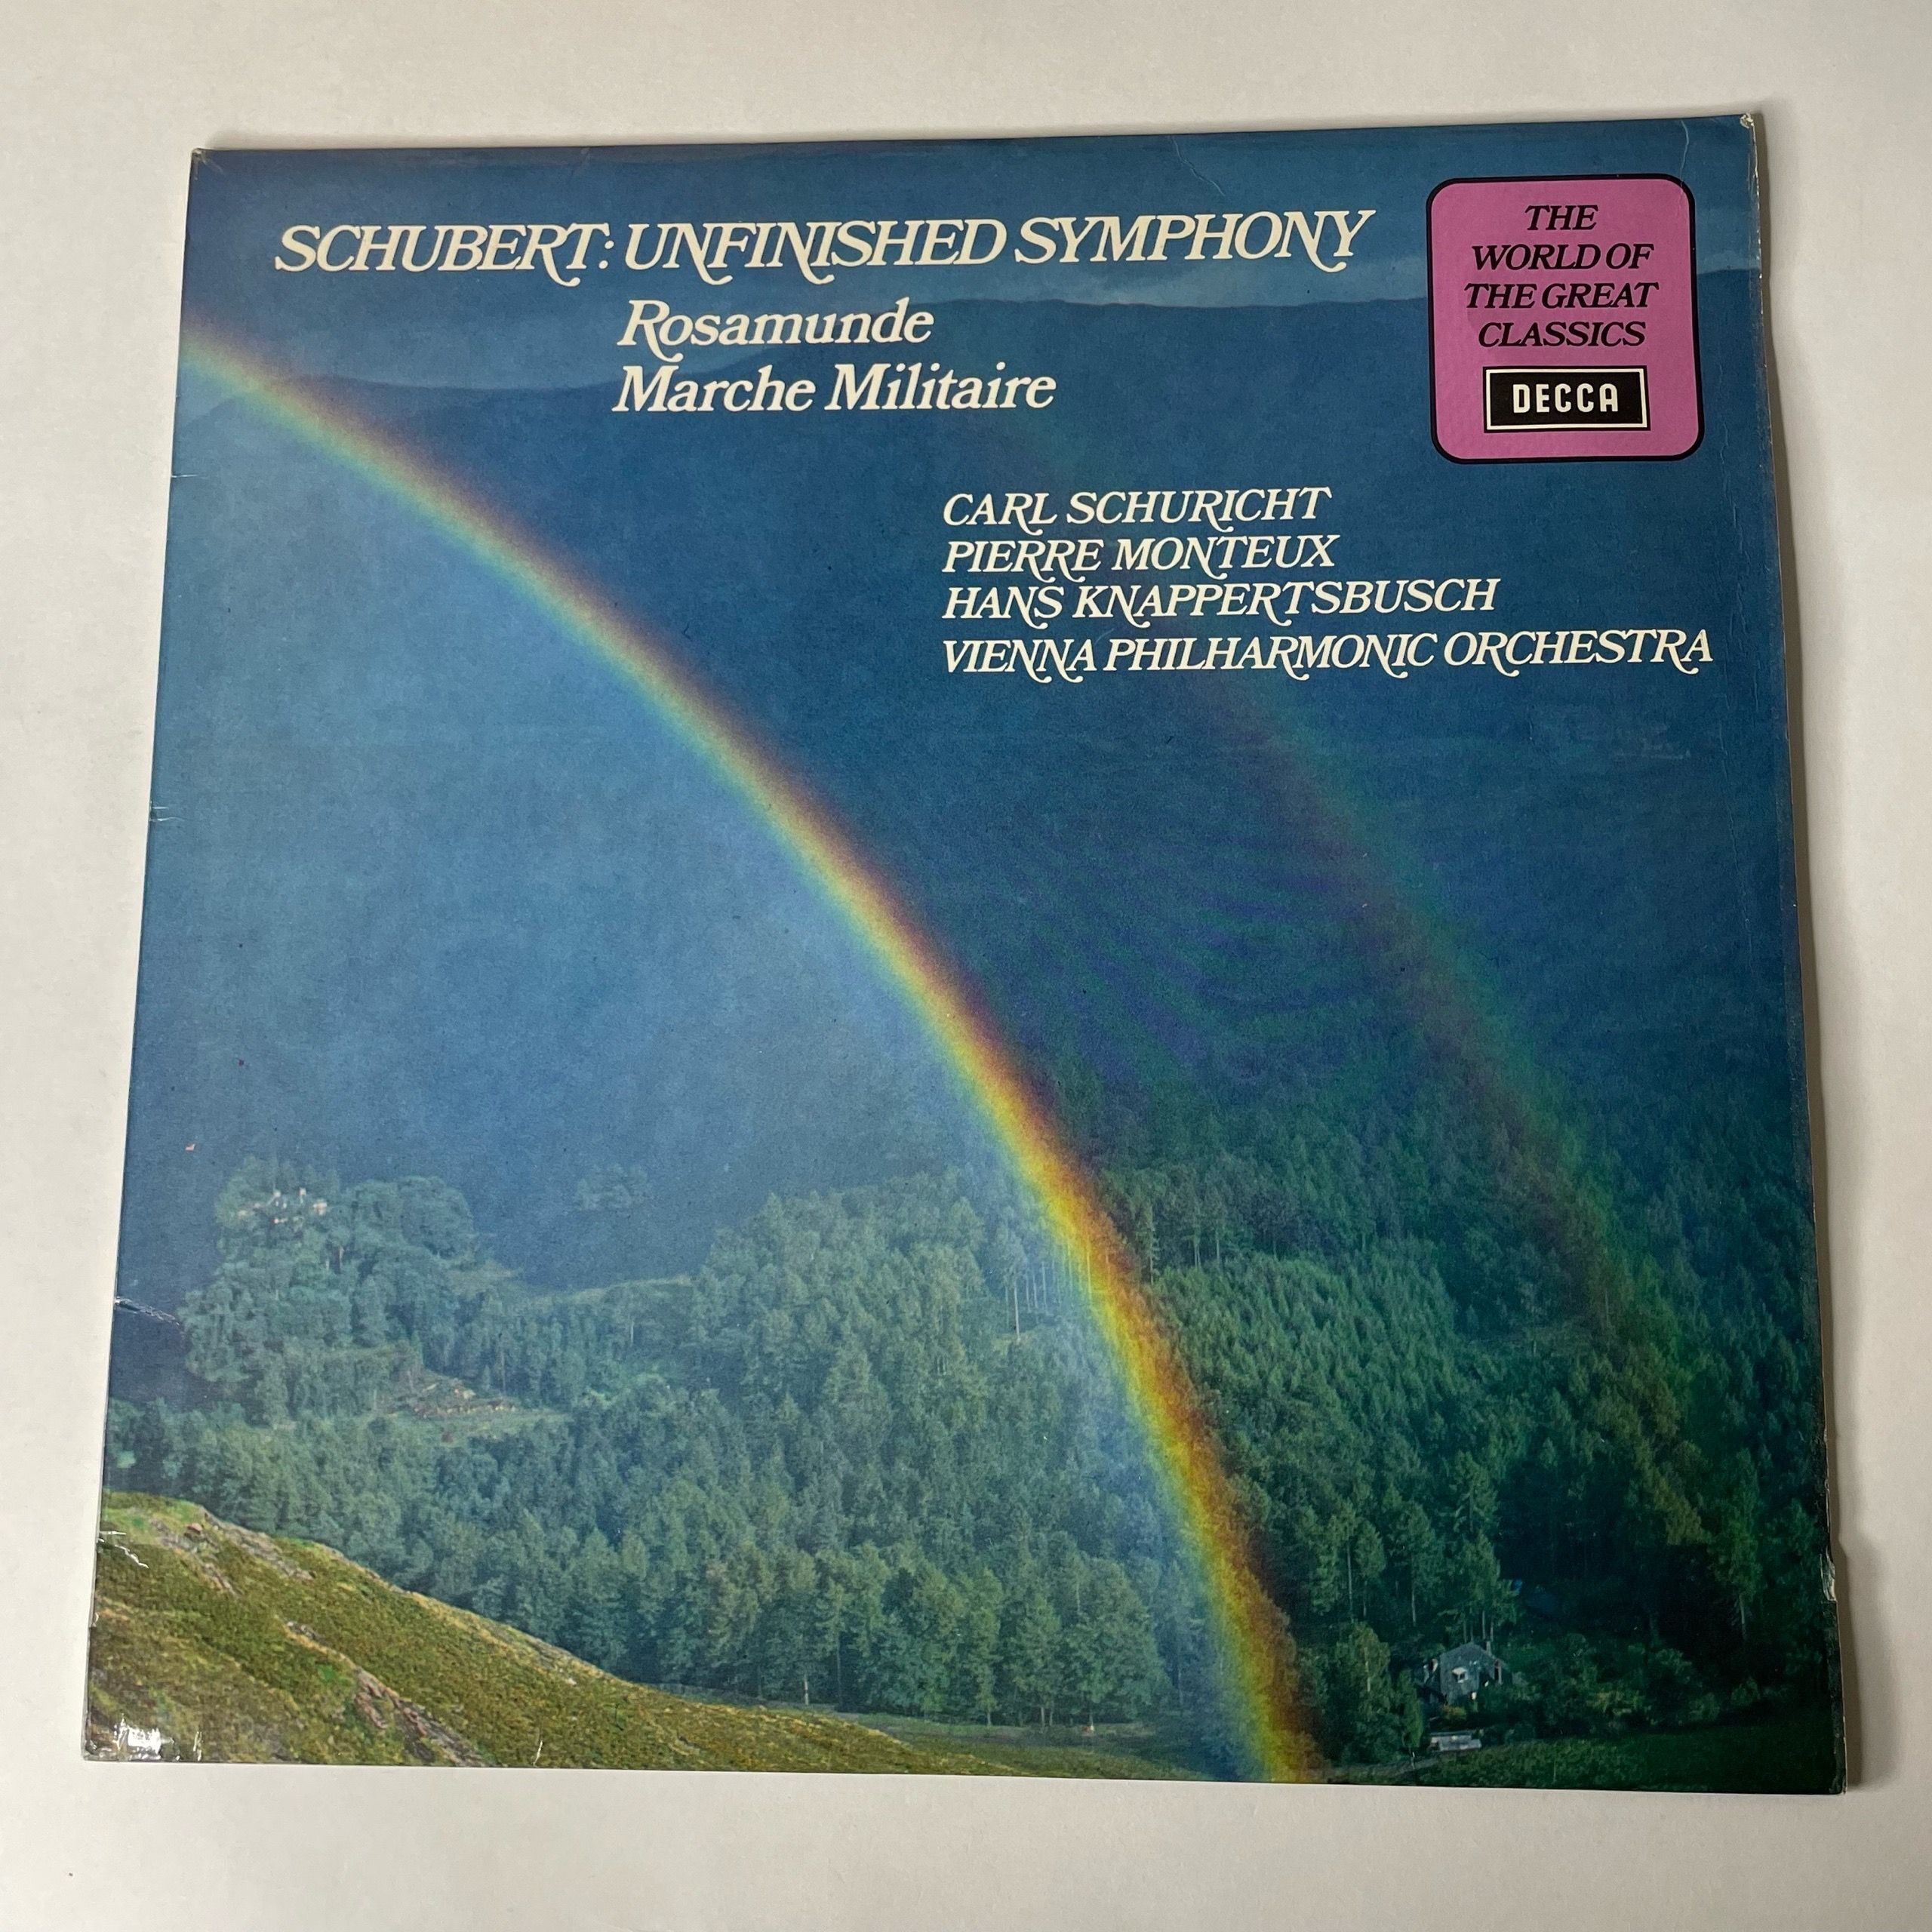 SCHUBERT: UNFINISHED SYMPHONY
Rosamunde
Marche Militaire
THE
WORLD OF
THE GREAT
CLASSICS
DECCA
CARL SCHURICHT
PIERRE MONTEUX
HANS KNAPPERTSBUSCH
VIENNA PHILHARMONIC ORCHESTRA